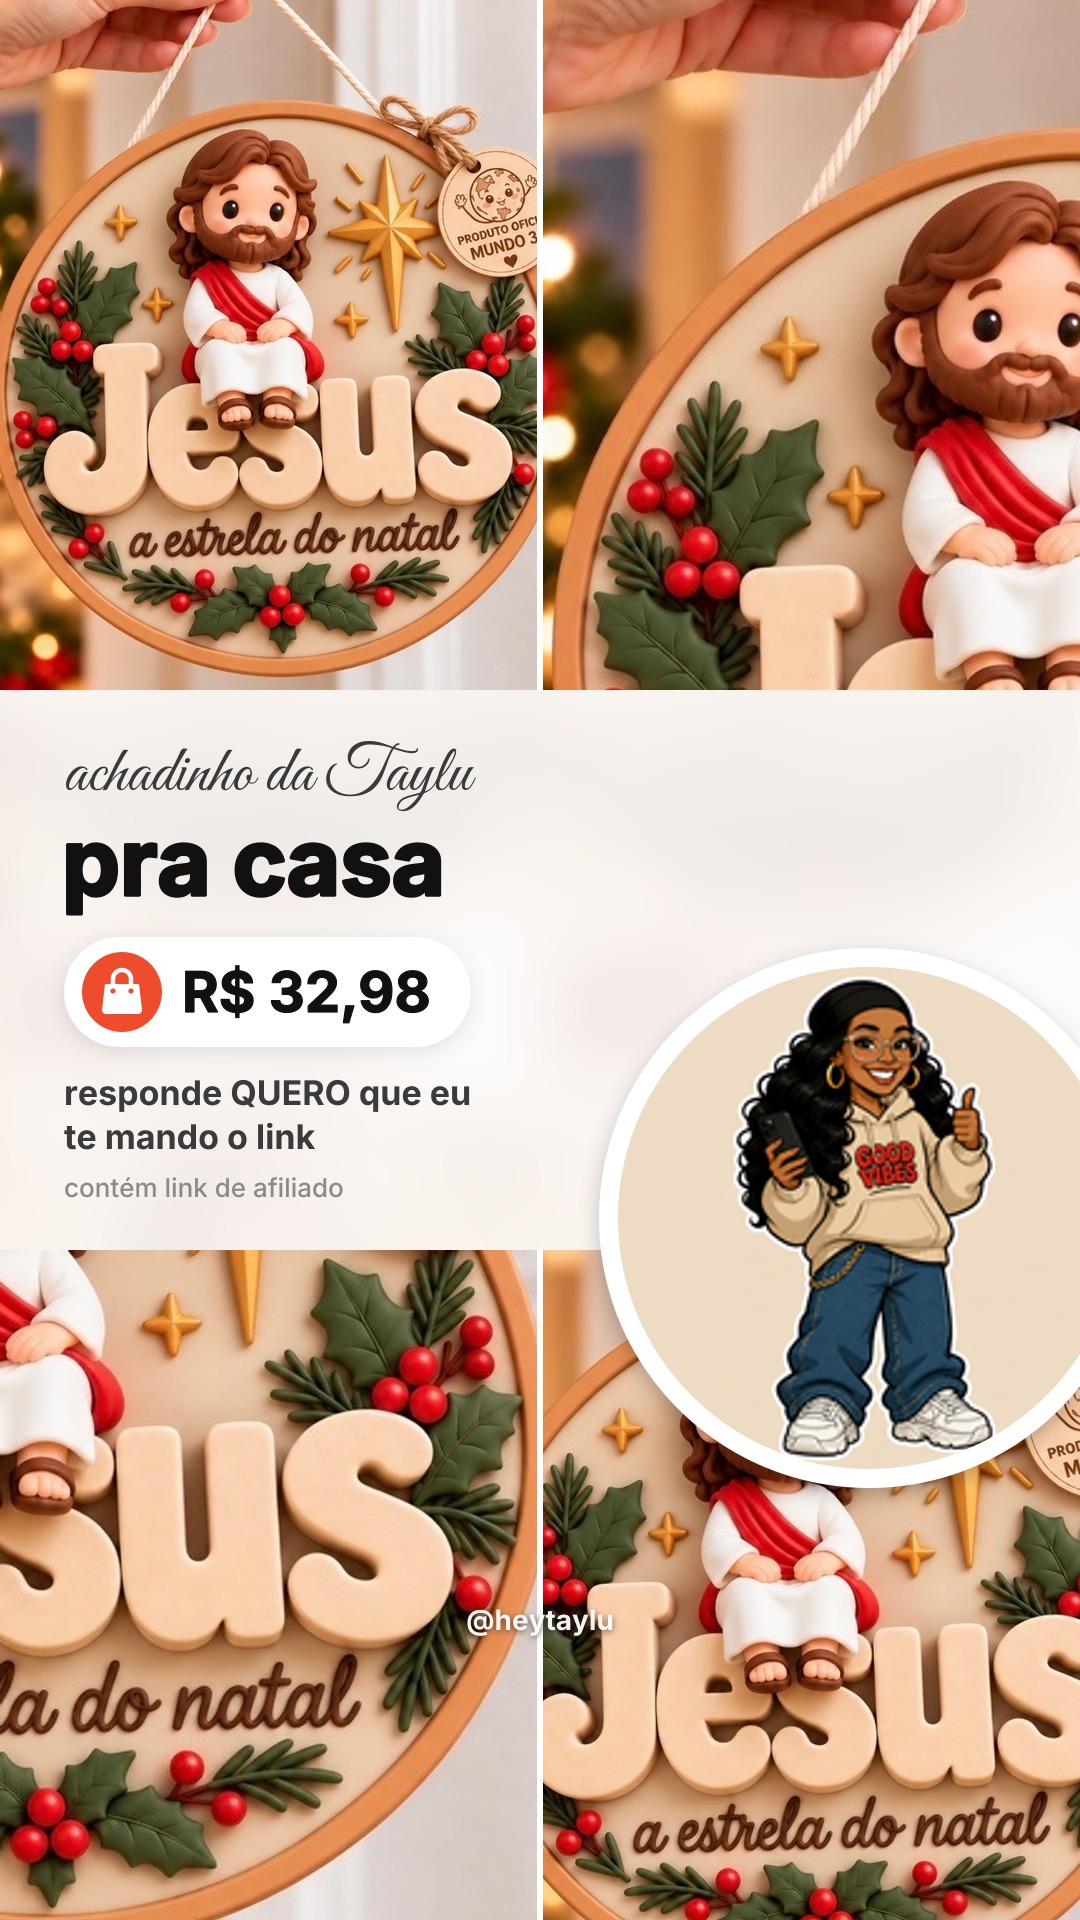 PRODUTO
MUNDO 3
Jesus
a estrela do natal
achadinho da Taylu
pra casa
R$ 32,98
responde QUERO que eu
te mando o link
contém link de afiliado
GOOD
VIBES
sus
la do natal
@heytaylu
Jesus
a estrela do natal